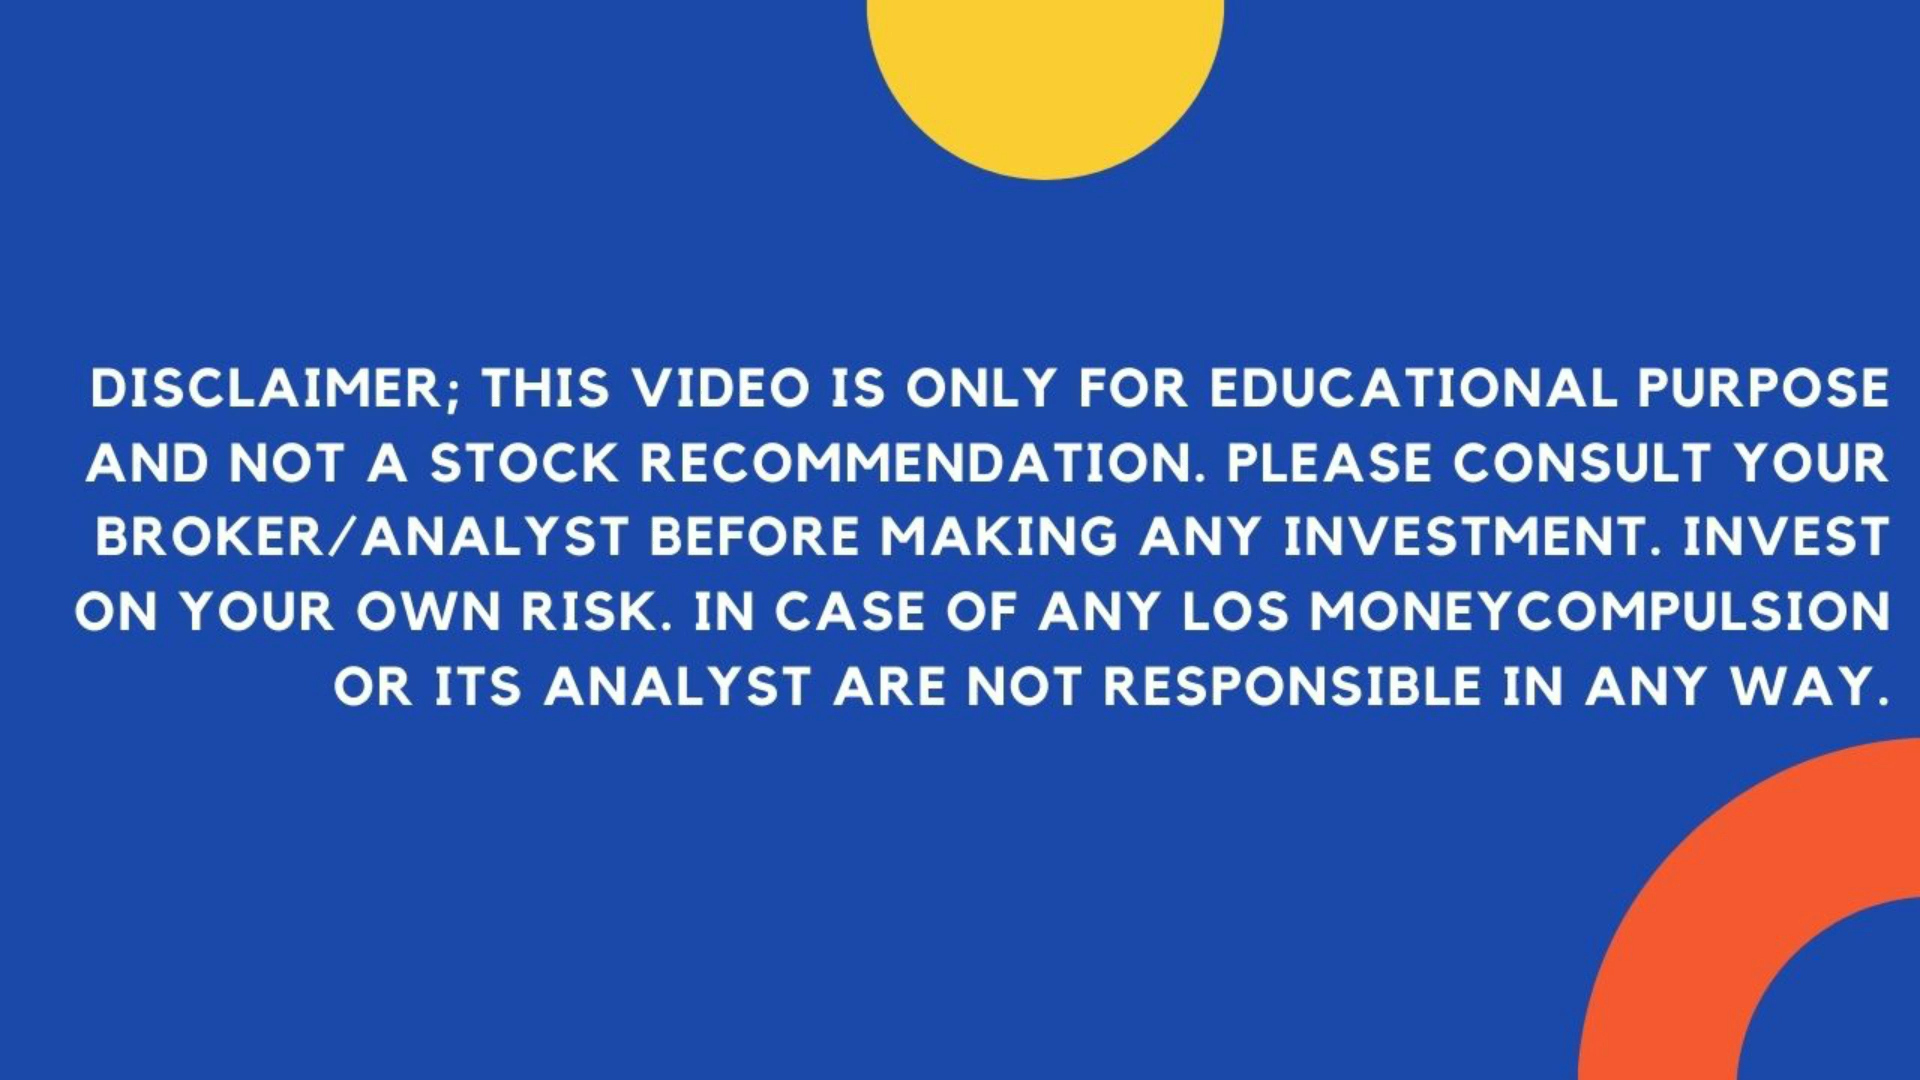 DISCLAIMER; THIS VIDEO IS ONLY FOR EDUCATIONAL PURPOSE
AND NOT A STOCK RECOMMENDATION. PLEASE CONSULT YOUR
BROKER/ANALYST BEFORE MAKING ANY INVESTMENT. INVEST
ON YOUR OWN RISK. IN CASE OF ANY LOS MONEYCOMPULSION
OR ITS ANALYST ARE NOT RESPONSIBLE IN ANY WAY.